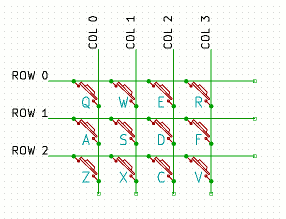 COL 0 COL 1 COL 2 COL 3
ROW 0
Q W E R
ROW 1
A S D F
ROW 2
Z X C V